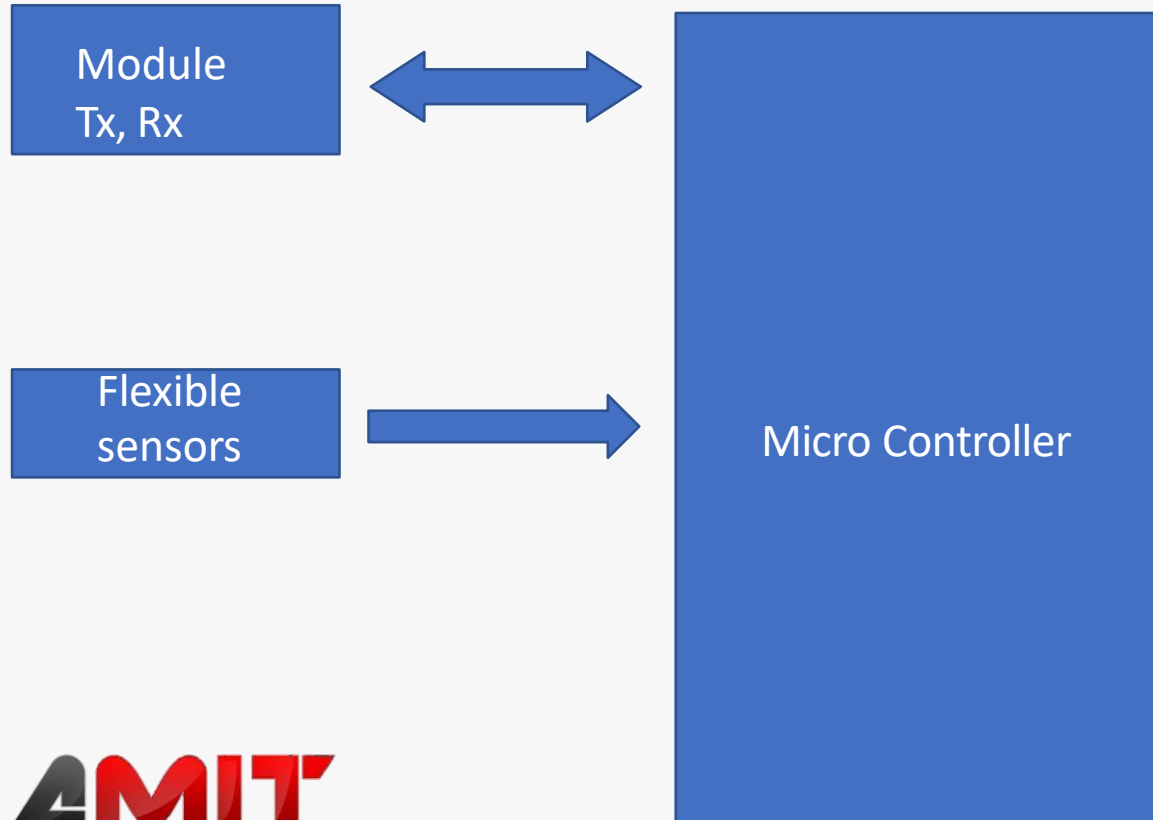 Module
Tx, Rx
Flexible
sensors
Micro Controller
AMIT